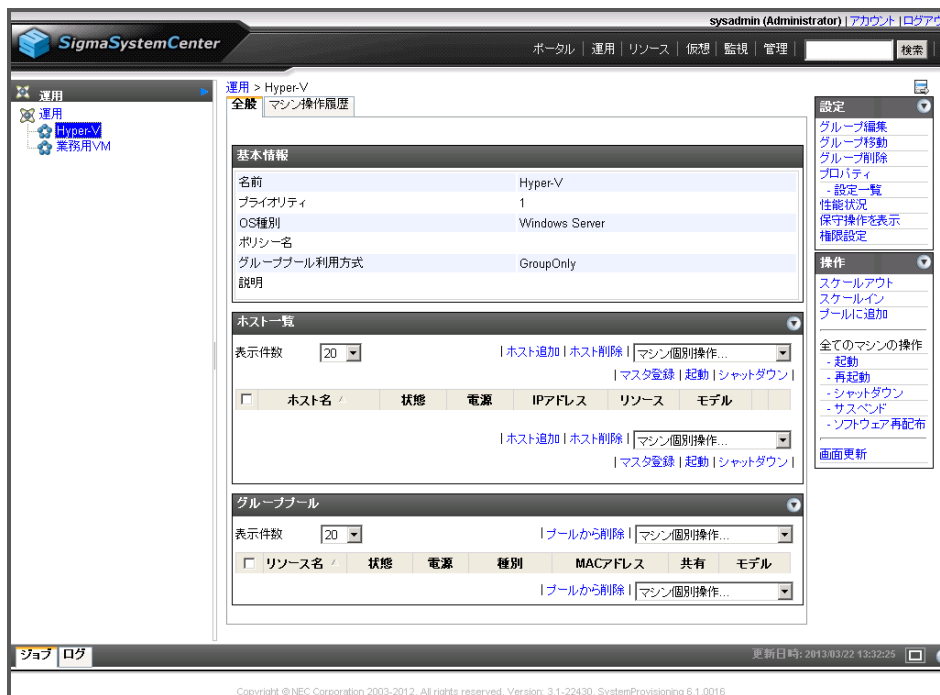 sysadmin (Administrator) | アカウント | ログアウ
SigmaSystemCenter
ポータル | 運用 | リソース | 仮想 | 監視 | 管理 | 検索
運用
運用
Hyper-V
業務用VM
運用 > Hyper-V
全般 マシン操作履歴
基本情報
名前 Hyper-V
プライオリティ 1
OS種別 Windows Server
ポリシー名
グループプール利用方式 GroupOnly
説明
ホスト一覧
表示件数 20 | ホスト追加 | ホスト削除 | マシン個別操作...
| マスタ登録 | 起動 | シャットダウン |
ホスト名 状態 電源 IPアドレス リソース モデル
| ホスト追加 | ホスト削除 | マシン個別操作...
| マスタ登録 | 起動 | シャットダウン |
グループプール
表示件数 20 | プールから削除 | マシン個別操作...
リソース名 状態 電源 種別 MACアドレス 共有 モデル
| プールから削除 | マシン個別操作...
設定
グループ編集
グループ移動
グループ削除
プロパティ
- 設定一覧
性能状況
保守操作を表示
権限設定
操作
スケールアウト
スケールイン
プールに追加
全てのマシンの操作
- 起動
- 再起動
- シャットダウン
- サスペンド
- ソフトウェア再配布
画面更新
ジョブ ログ
更新日時: 2013/03/22 13:32:25
Copyright © NEC Corporation 2003-2012. All rights reserved. Version: 3.1-22430. SystemProvisioning 6.1.0016